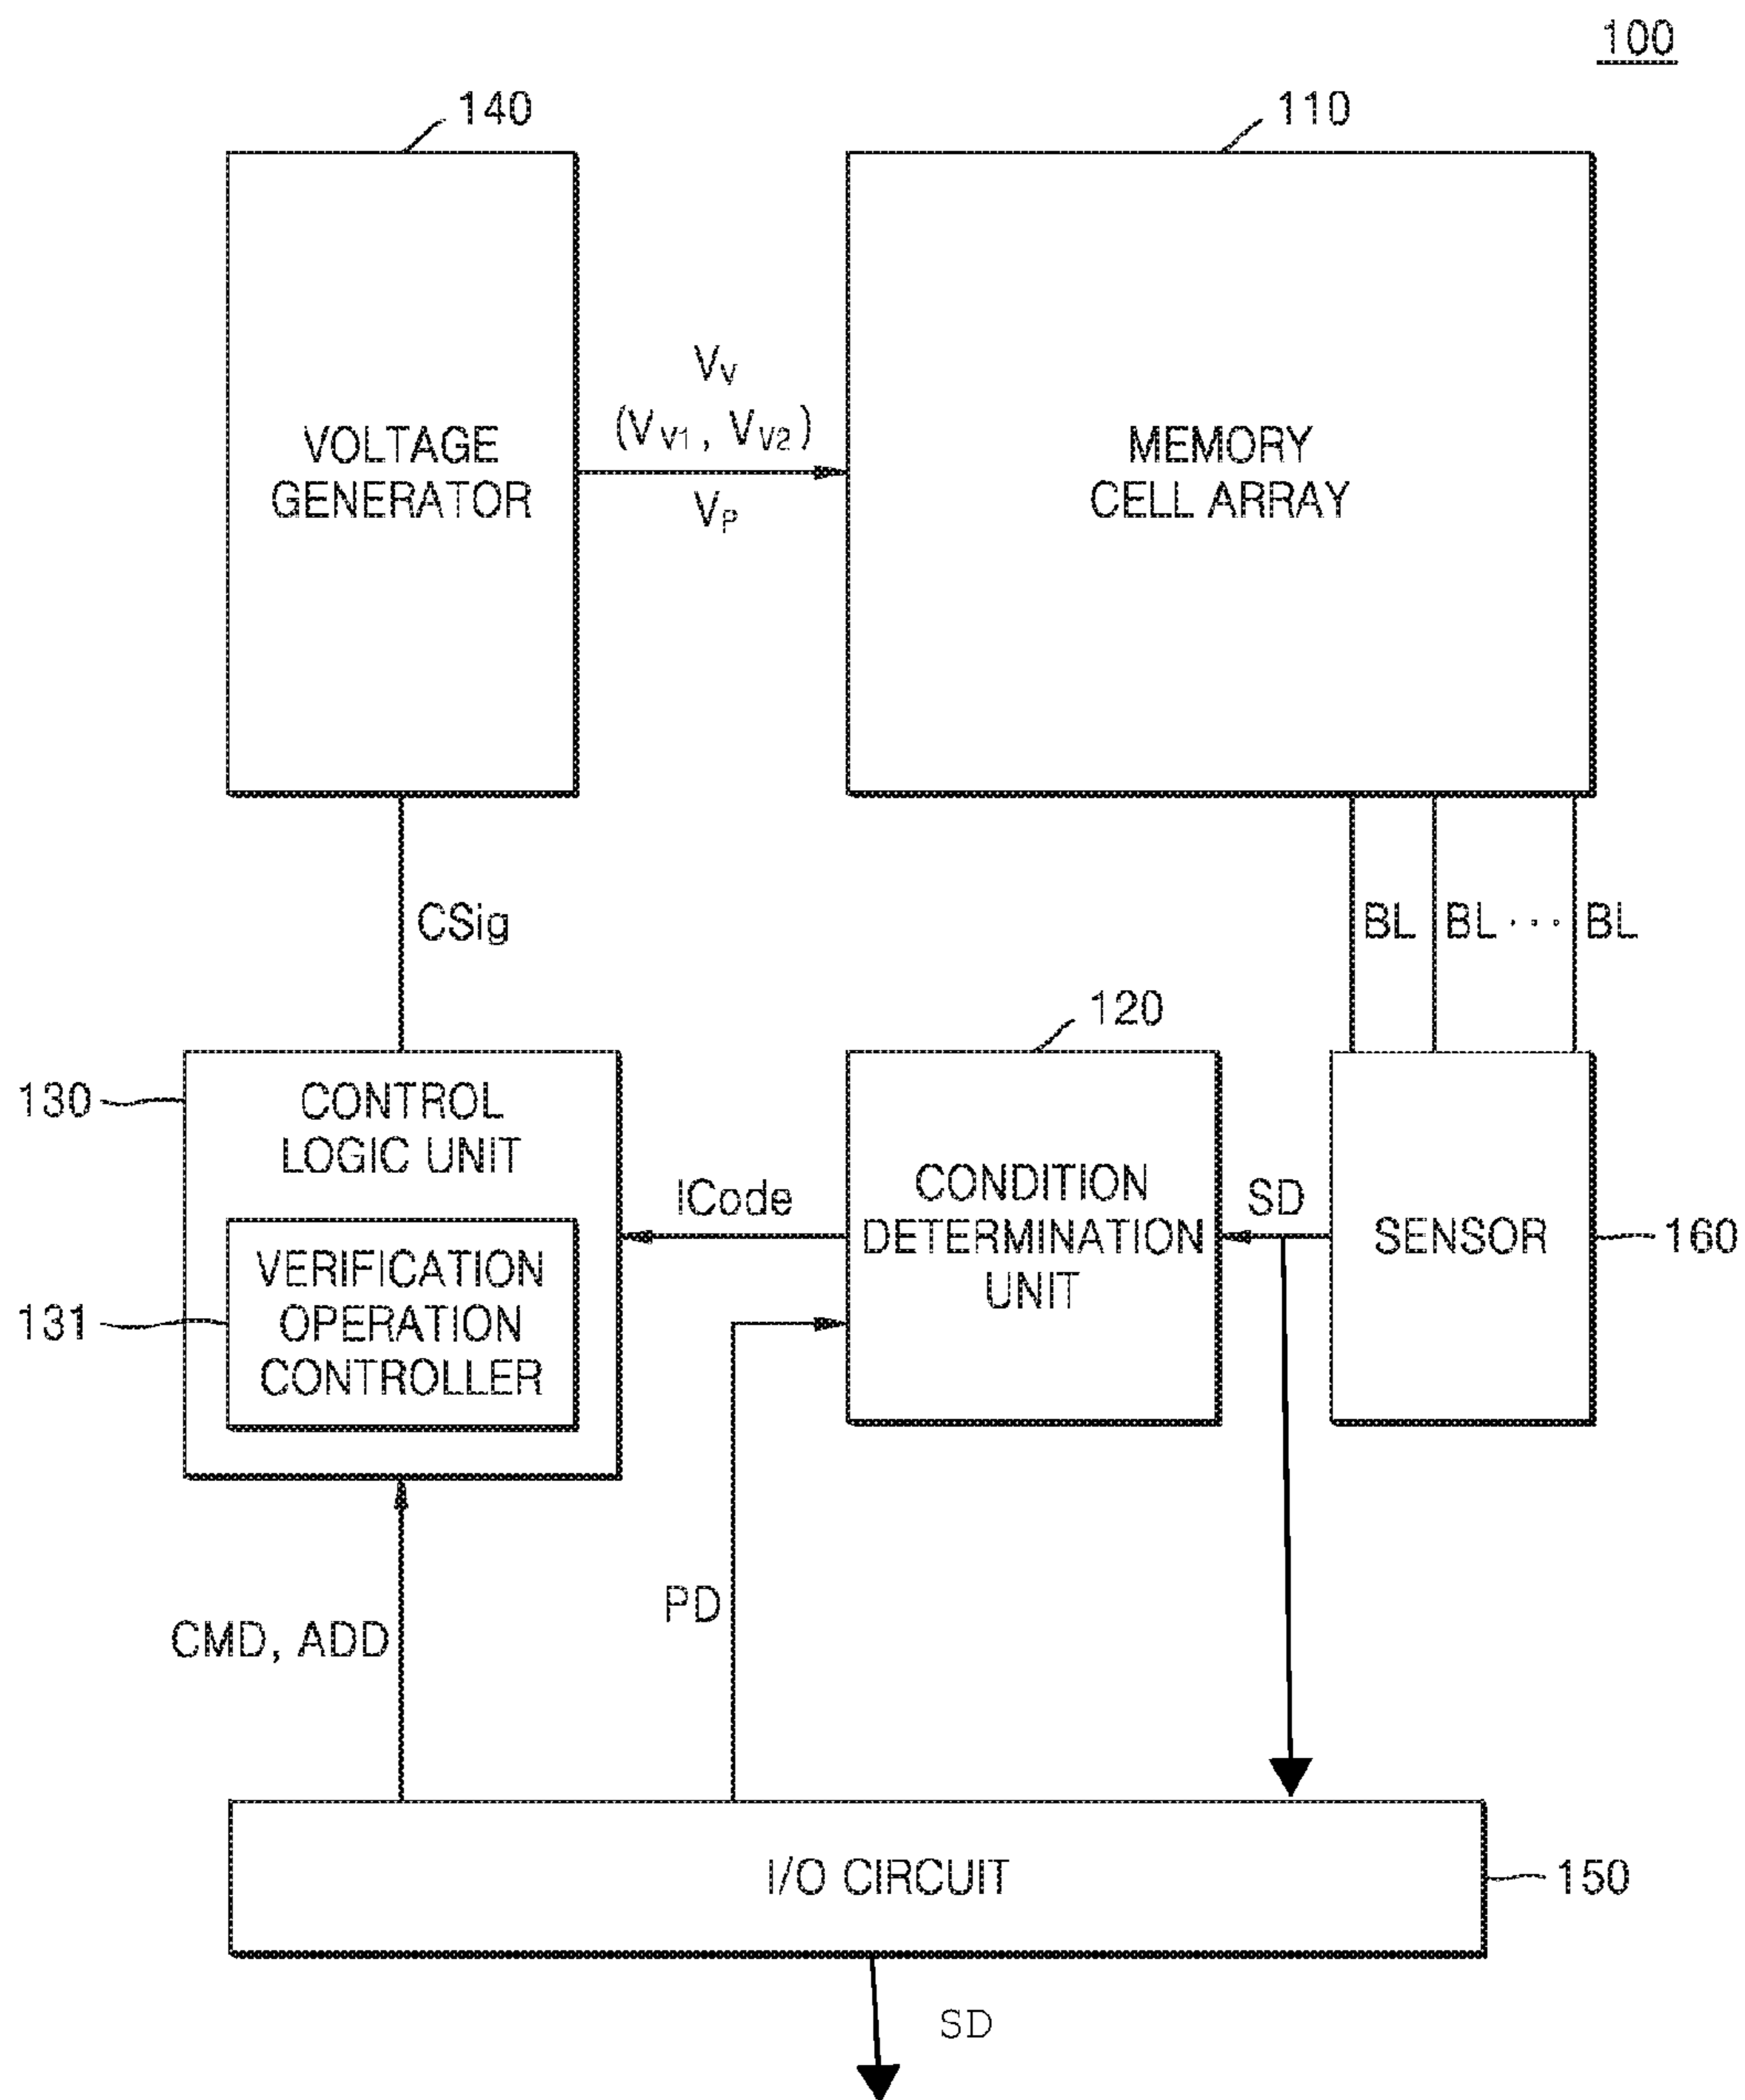 100
140
110
VOLTAGE
GENERATOR
VV
(VV1, VV2)
VP
MEMORY
CELL ARRAY
CSig
BL BL ··· BL
120
130
CONTROL
LOGIC UNIT
ICode
CONDITION
DETERMINATION
UNIT
SD
SENSOR
160
131
VERIFICATION
OPERATION
CONTROLLER
PD
CMD, ADD
I/O CIRCUIT
150
SD